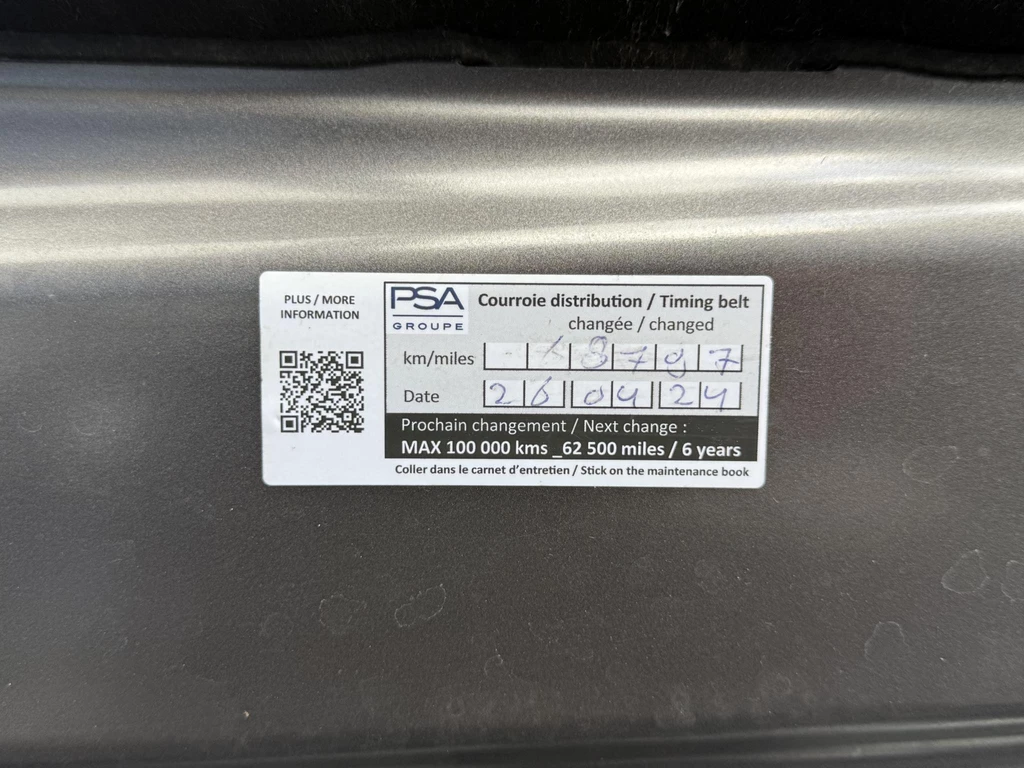 PLUS / MORE
INFORMATION
PSA
GROUPE
Courroie distribution / Timing belt
changée / changed
km/miles
Date 26 04 24
Prochain changement / Next change :
MAX 100 000 kms _62 500 miles / 6 years
Coller dans le carnet d'entretien / Stick on the maintenance book